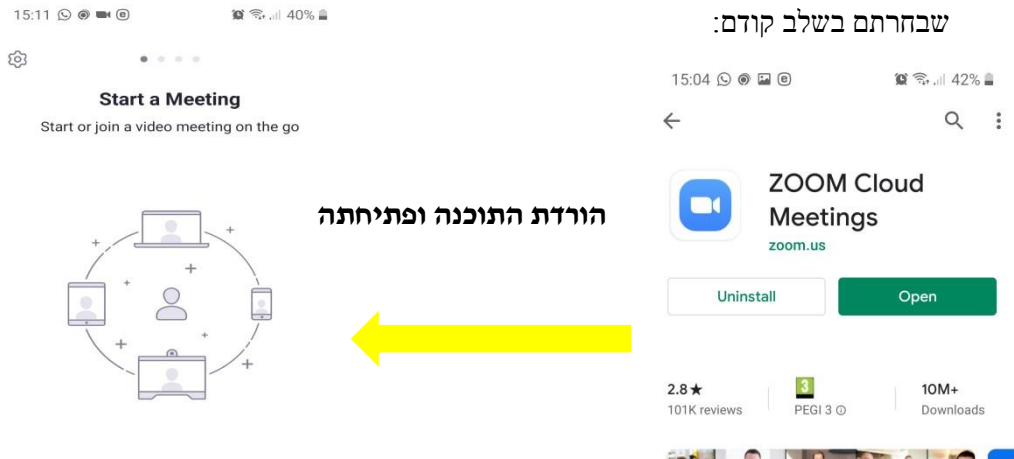 שבחרתם בשלב קודם:
15:04 42%
ZOOM Cloud
Meetings
zoom.us
Uninstall Open
2.8★ 3 10M+
101K reviews PEGI 3 Downloads
הורדת התוכנה ופתיחתה
15:11 40%
Start a Meeting
Start or join a video meeting on the go